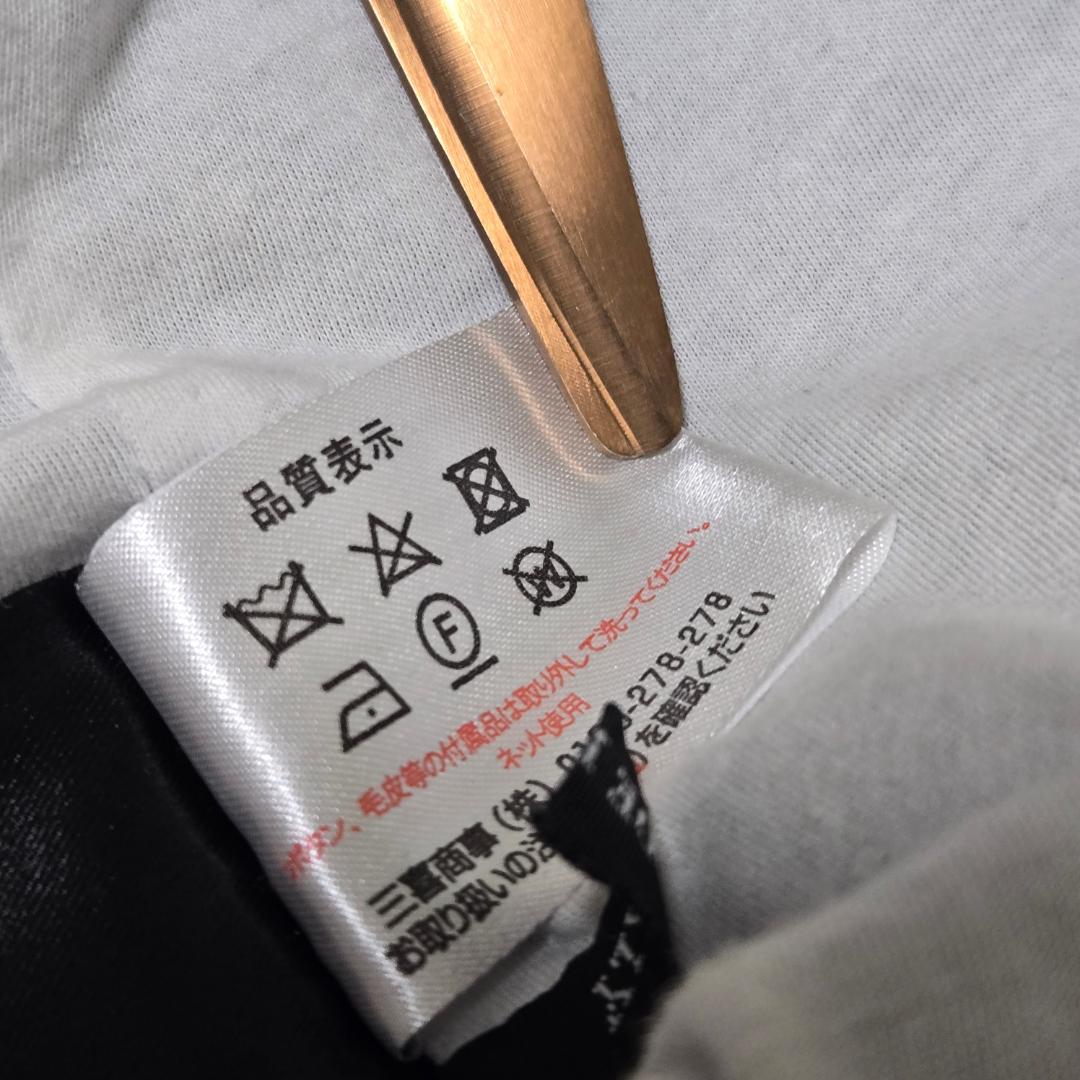 品質表示
F
W
ボタン、毛皮等の付属品は取り外して洗ってください。
ネット使用
三喜商事(株) -278-278
お取り扱いの を確認ください